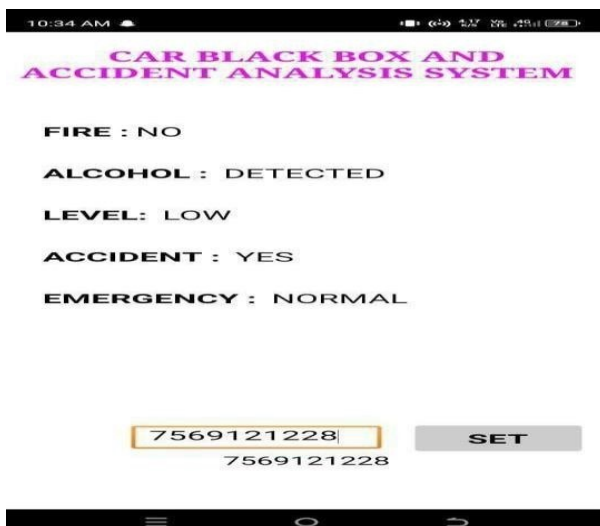 10:34 AM
CAR BLACK BOX AND
ACCIDENT ANALYSIS SYSTEM
FIRE : NO
ALCOHOL : DETECTED
LEVEL: LOW
ACCIDENT : YES
EMERGENCY : NORMAL
7569121228 SET
7569121228